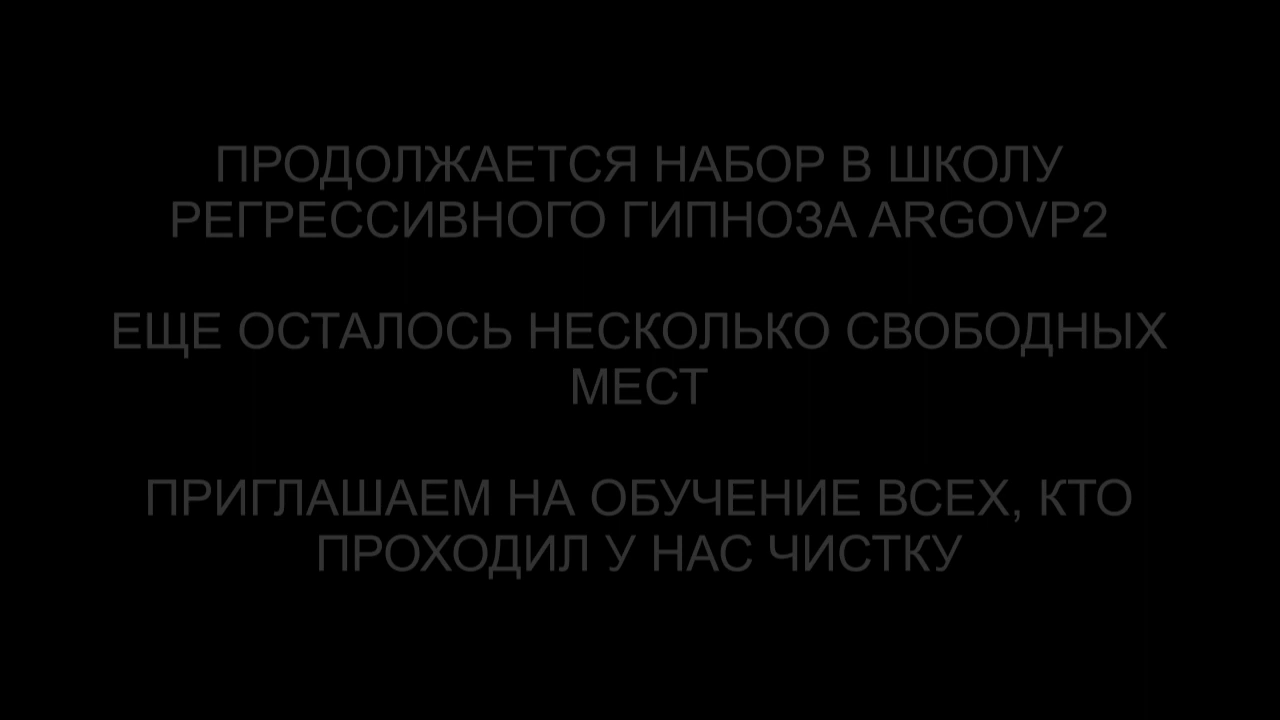 ПРОДОЛЖАЕТСЯ НАБОР В ШКОЛУ
РЕГРЕССИВНОГО ГИПНОЗА ARGOVP2
ЕЩЕ ОСТАЛОСЬ НЕСКОЛЬКО СВОБОДНЫХ
МЕСТ
ПРИГЛАШАЕМ НА ОБУЧЕНИЕ ВСЕХ, КТО
ПРОХОДИЛ У НАС ЧИСТКУ